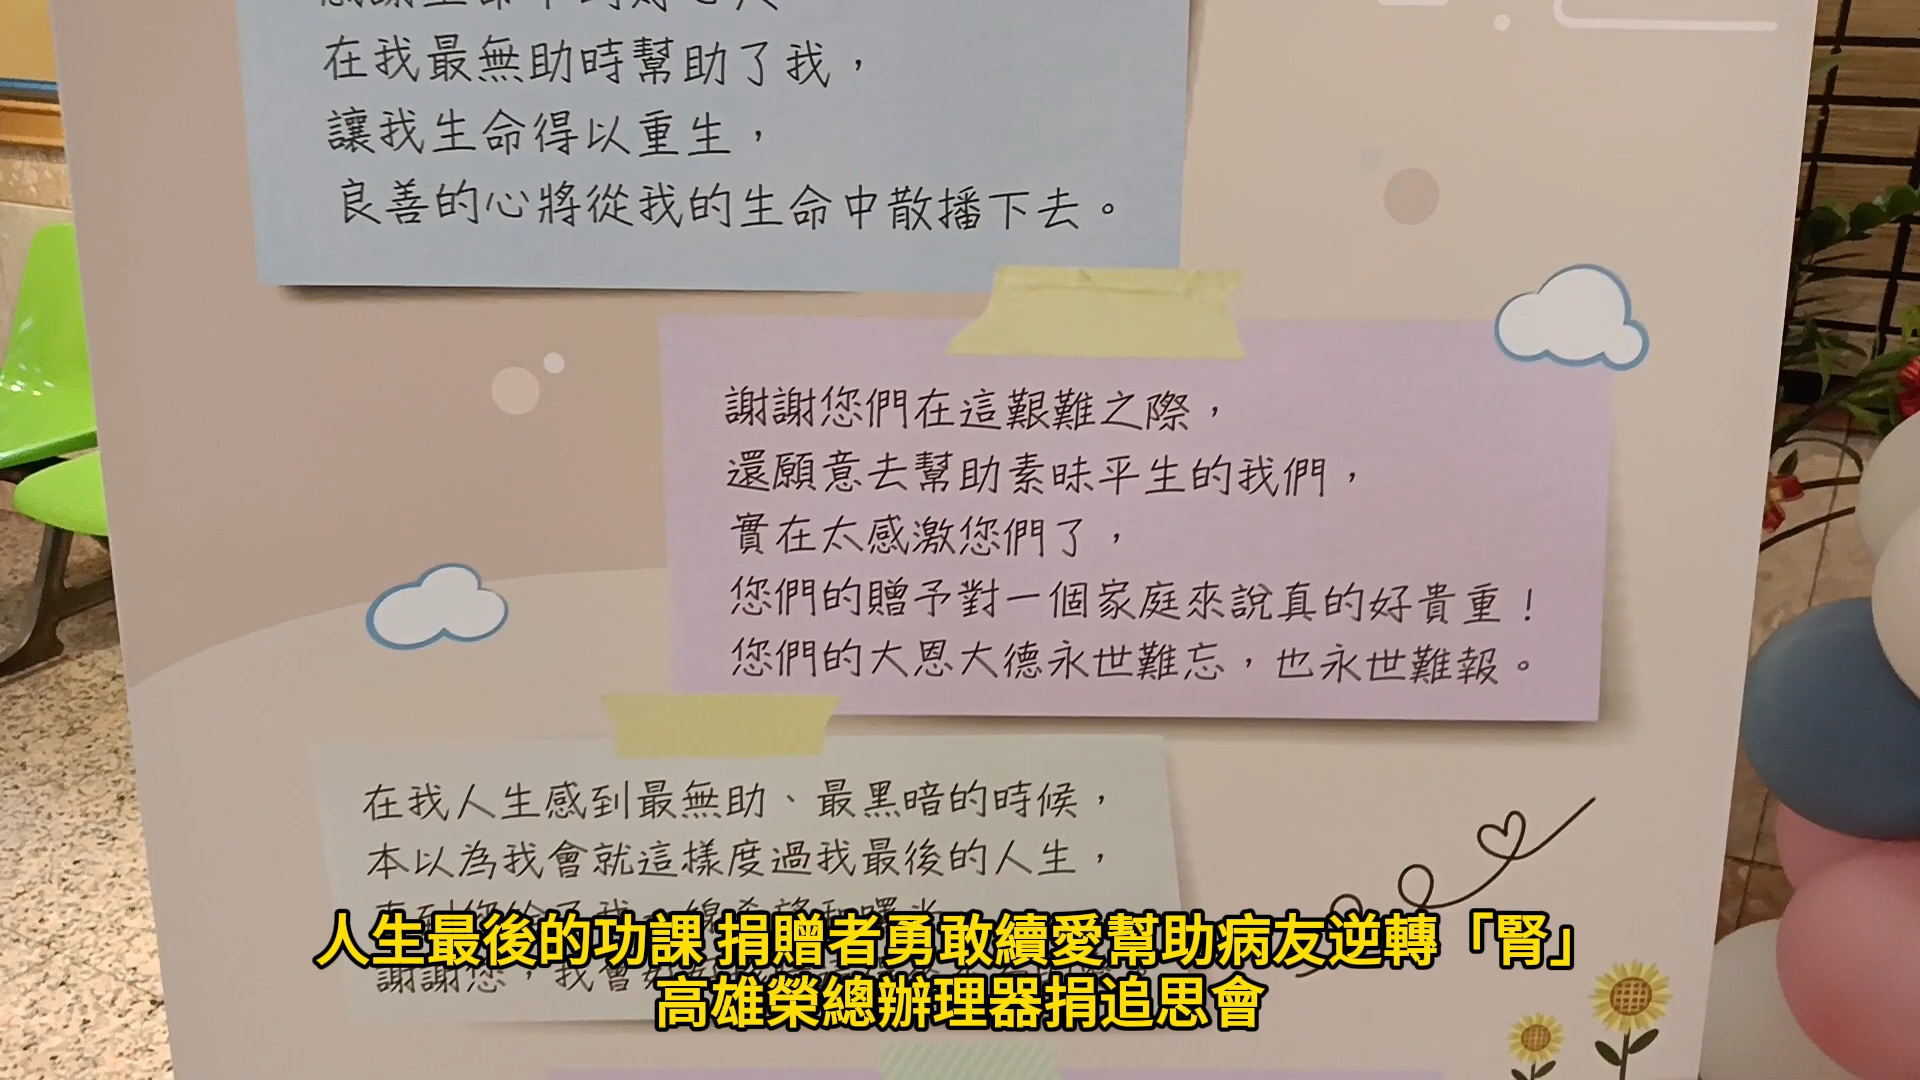 在我最無助時幫助了我，
讓我生命得以重生，
良善的心將從我的生命中散播下去。
謝謝您們在這艱難之際，
還願意去幫助素昧平生的我們，
實在太感激您們了，
您們的贈予對一個家庭來說真的好貴重！
您們的大恩大德永世難忘，也永世難報。
在我人生感到最無助、最黑暗的時候，
本以為我會就這樣度過我最後的人生，
謝謝您，我會
人生最後的功課 捐贈者勇敢續愛幫助病友逆轉「腎」
高雄榮總辦理器捐追思會